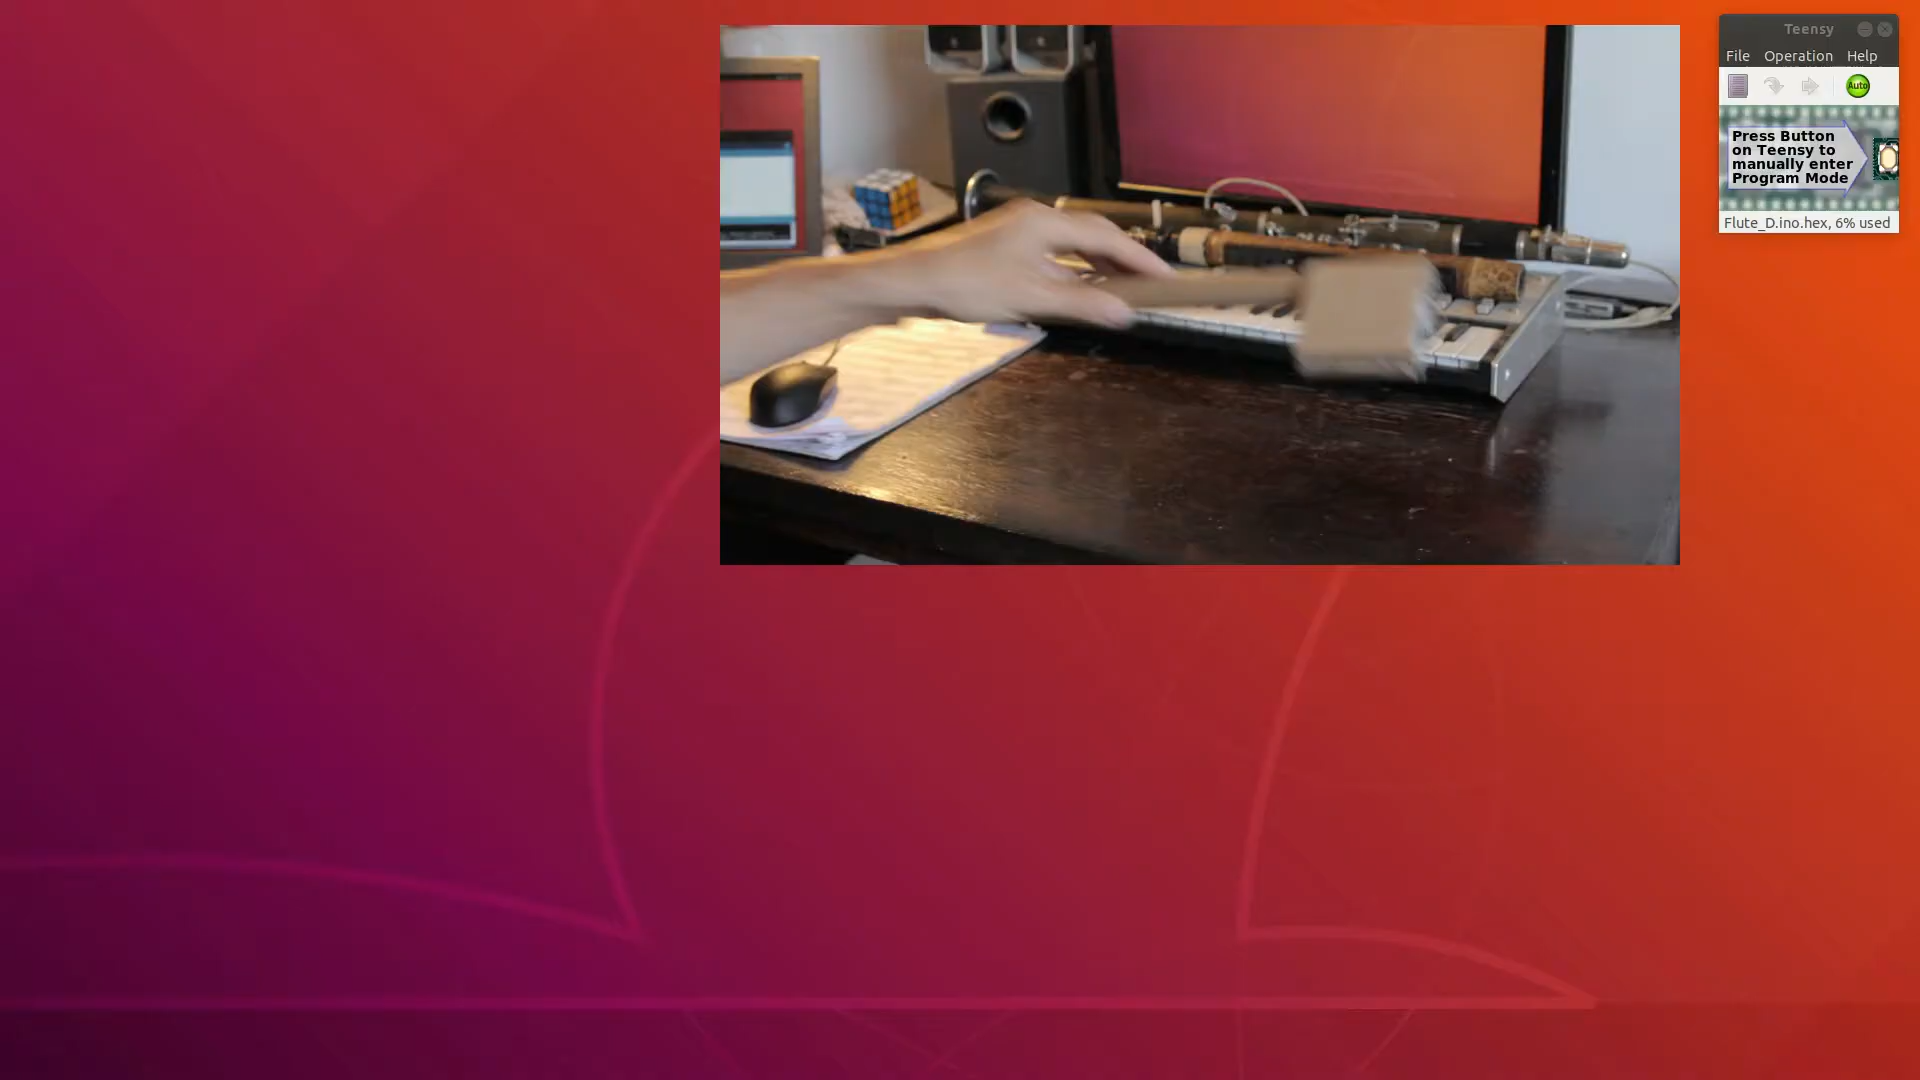 Teensy
File Operation Help
Auto
Press Button
on Teensy to
manually enter
Program Mode
Flute_D.ino.hex, 6% used